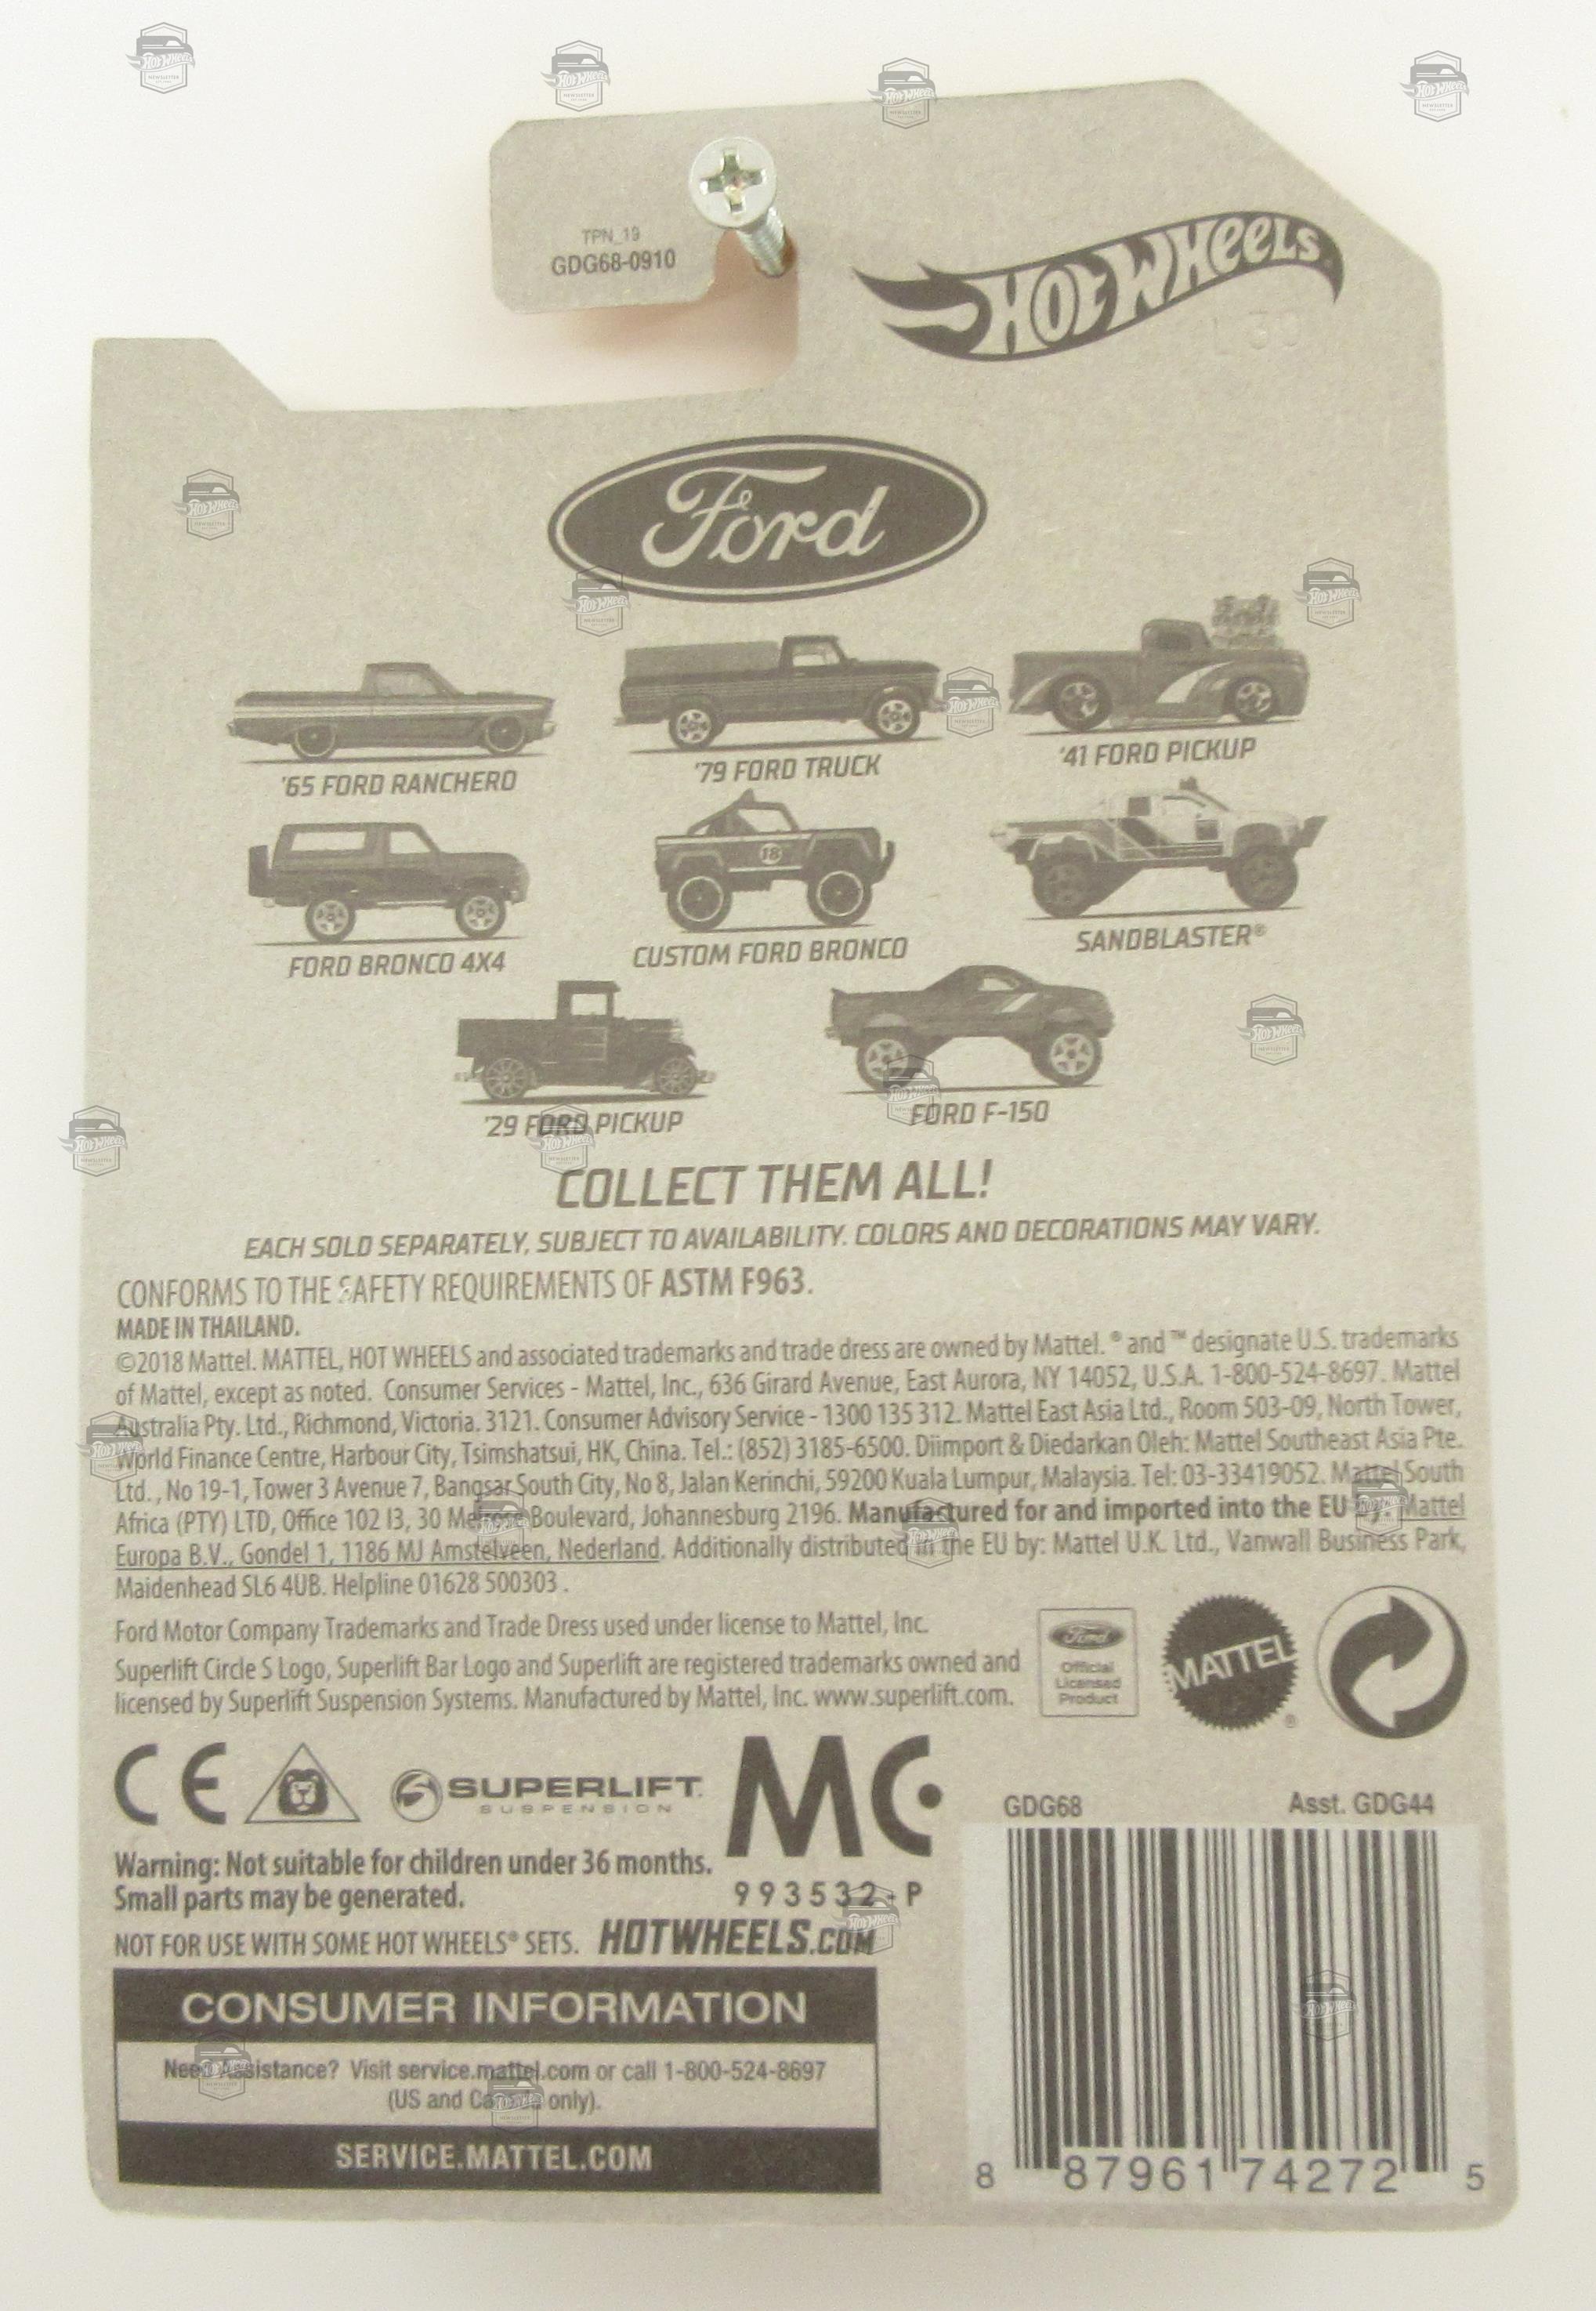 TPN_19
GDG68-0910
HOT WHEELS
Ford
'65 FORD RANCHERO
'79 FORD TRUCK
'41 FORD PICKUP
18
FORD BRONCO 4X4
CUSTOM FORD BRONCO
SANDBLASTER®
'29 FORD PICKUP
FORD F-150
COLLECT THEM ALL!
EACH SOLD SEPARATELY, SUBJECT TO AVAILABILITY. COLORS AND DECORATIONS MAY VARY.
CONFORMS TO THE SAFETY REQUIREMENTS OF ASTM F963.
MADE IN THAILAND.
©2018 Mattel. MATTEL, HOT WHEELS and associated trademarks and trade dress are owned by Mattel. ® and ™ designate U.S. trademarks
of Mattel, except as noted. Consumer Services - Mattel, Inc., 636 Girard Avenue, East Aurora, NY 14052, U.S.A. 1-800-524-8697. Mattel
Australia Pty. Ltd., Richmond, Victoria. 3121. Consumer Advisory Service - 1300 135 312. Mattel East Asia Ltd., Room 503-09, North Tower,
World Finance Centre, Harbour City, Tsimshatsui, HK, China. Tel.: (852) 3185-6500. Diimport & Diedarkan Oleh: Mattel Southeast Asia Pte.
Ltd. , No 19-1, Tower 3 Avenue 7, Bangsar South City, No 8, Jalan Kerinchi, 59200 Kuala Lumpur, Malaysia. Tel: 03-33419052. Mattel South
Africa (PTY) LTD, Office 102 I3, 30 Melrose Boulevard, Johannesburg 2196. Manufactured for and imported into the EU by: Mattel
Europa B.V., Gondel 1, 1186 MJ Amstelveen, Nederland. Additionally distributed in the EU by: Mattel U.K. Ltd., Vanwall Business Park,
Maidenhead SL6 4UB. Helpline 01628 500303 .
Ford Motor Company Trademarks and Trade Dress used under license to Mattel, Inc.
Superlift Circle S Logo, Superlift Bar Logo and Superlift are registered trademarks owned and
licensed by Superlift Suspension Systems. Manufactured by Mattel, Inc. www.superlift.com.
Ford
Official
Licensed
Product
MATTEL®
CE
SUPERLIFT
SUSPENSION
MC
993532-P
Warning: Not suitable for children under 36 months.
Small parts may be generated.
NOT FOR USE WITH SOME HOT WHEELS® SETS. HOTWHEELS.COM
CONSUMER INFORMATION
Need Assistance? Visit service.mattel.com or call 1-800-524-8697
(US and Canada only).
SERVICE.MATTEL.COM
GDG68 Asst. GDG44
8 87961 74272 5